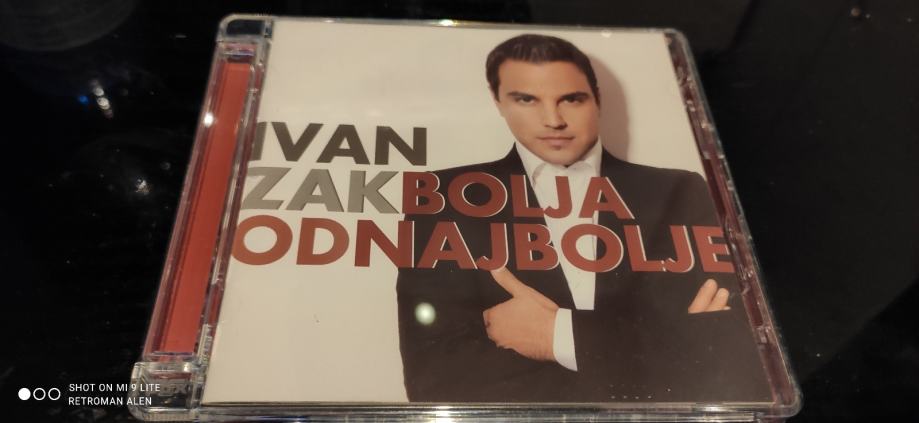 IVAN
ZAKBOLJA
ODNAJBOLJE
SHOT ON MI 9 LITE
RETROMAN ALEN